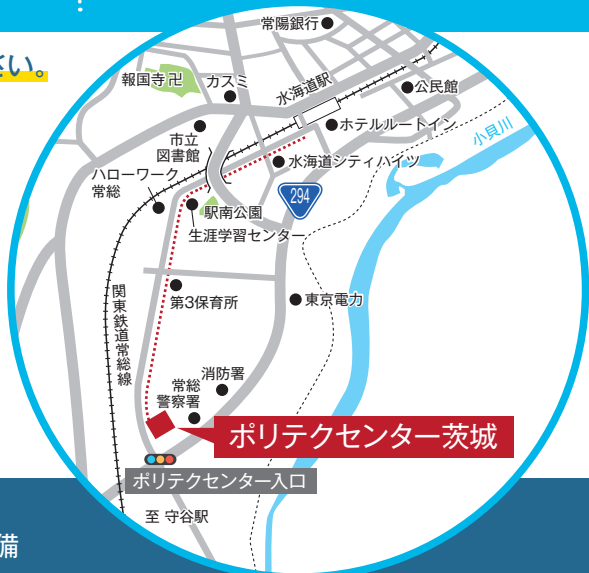 さい。
常陽銀行
報国寺卍
カスミ
水海道駅
公民館
市立
図書館
ホテルルートイン
小貝川
水海道シティハイツ
ハローワーク
常総
294
駅南公園
生涯学習センター
関東鉄道常総線
第3保育所
東京電力
消防署
常総
警察署
ポリテクセンター茨城
ポリテクセンター入口
至 守谷駅
備